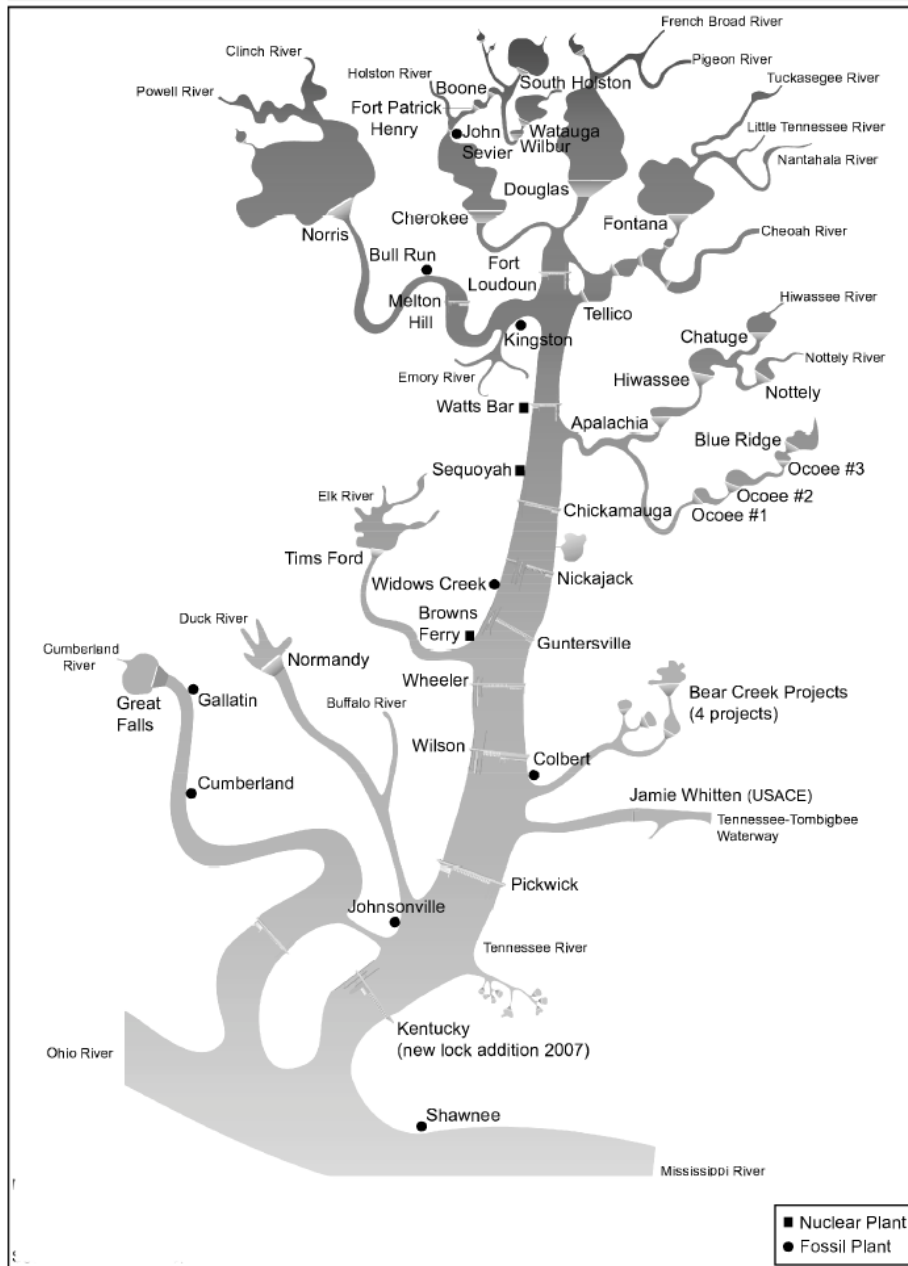 French Broad River
Clinch River
Pigeon River
Holston River
Boone
South Holston
Tuckasegee River
Powell River
Fort Patrick
Henry
John
Sevier
Watauga
Wilbur
Little Tennessee River
Nantahala River
Douglas
Norris
Cherokee
Fontana
Cheoah River
Bull Run
Fort
Loudoun
Melton
Hill
Tellico
Hiwassee River
Kingston
Chatuge
Nottely River
Emory River
Hiwassee
Nottely
Watts Bar
Apalachia
Blue Ridge
Sequoyah
Ocoee #3
Ocoee #2
Ocoee #1
Elk River
Chickamauga
Tims Ford
Widows Creek
Nickajack
Duck River
Browns
Ferry
Guntersville
Cumberland
River
Normandy
Great
Falls
Gallatin
Wheeler
Bear Creek Projects
(4 projects)
Buffalo River
Wilson
Colbert
Cumberland
Jamie Whitten (USACE)
Tennessee-Tombigbee
Waterway
Pickwick
Johnsonville
Tennessee River
Kentucky
(new lock addition 2007)
Ohio River
Shawnee
Mississippi River
Nuclear Plant
Fossil Plant